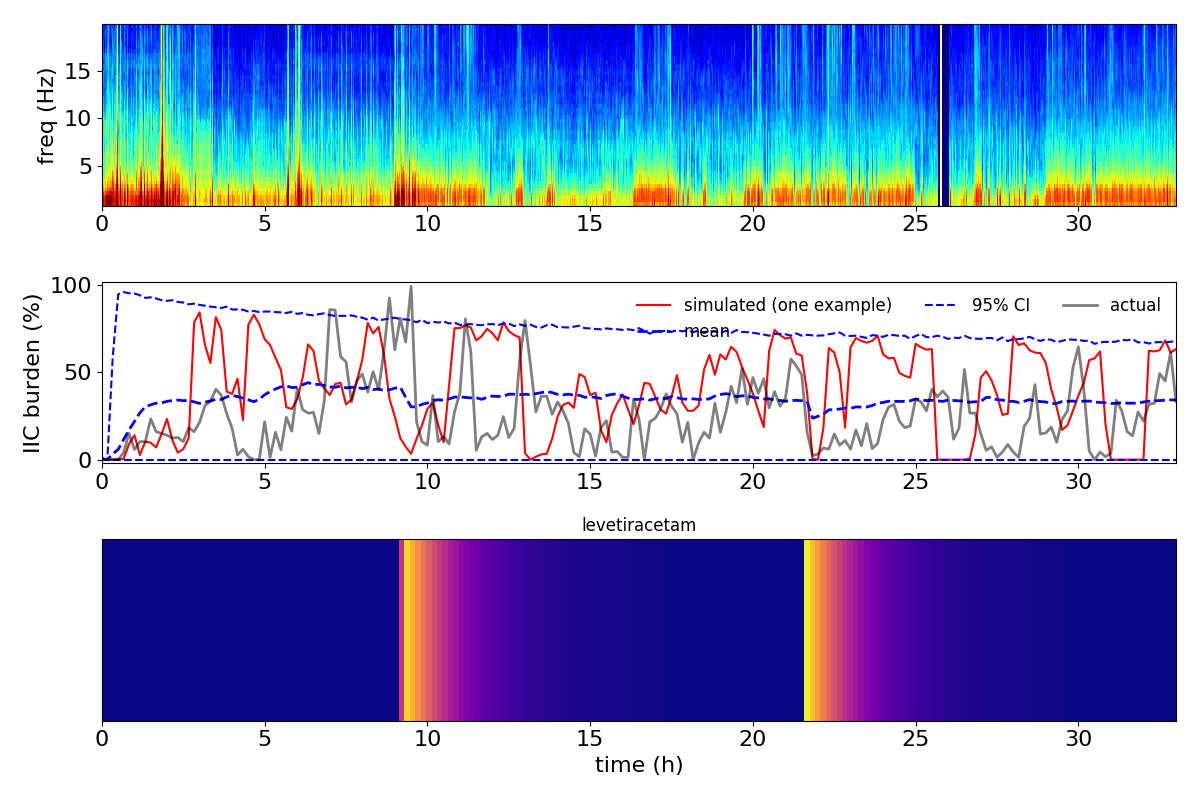 freq (Hz)
15
10
5
0 5 10 15 20 25 30
IIC burden (%)
100
50
0
simulated (one example) 95% CI actual
mean
0 5 10 15 20 25 30
levetiracetam
0 5 10 15 20 25 30
time (h)